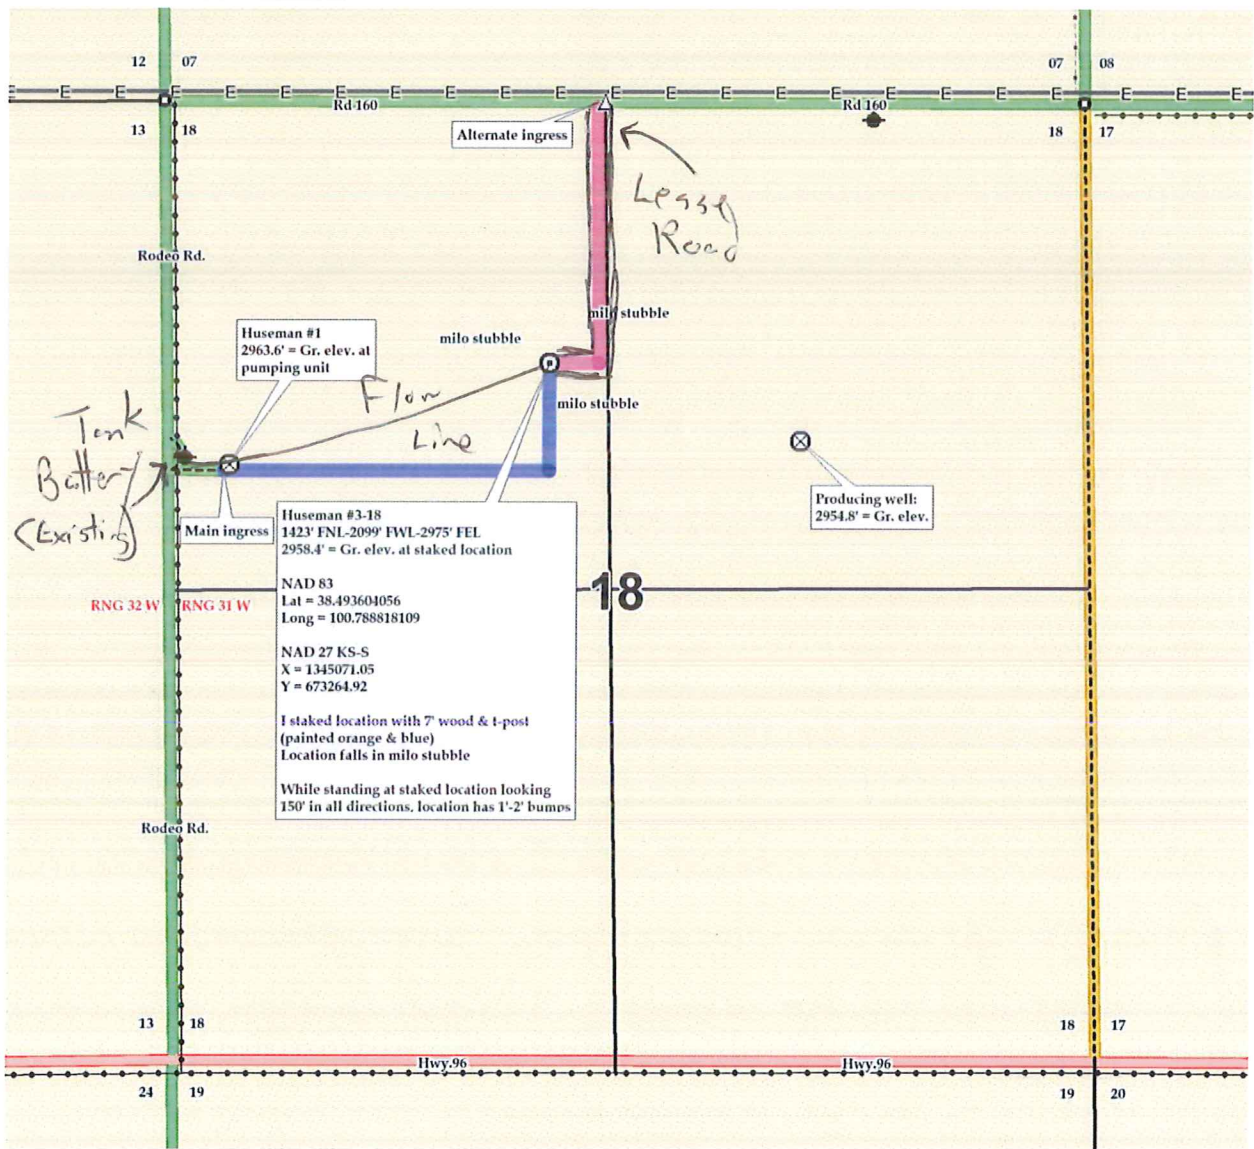 12 07
07 08
E E E E E E E E E E E E E E E E E E E E E E
Rd 160
Rd 160
13 18
Alternate ingress
18 17
Lease
Road
Rodeo Rd.
milo stubble
milo stubble
Huseman #1
2963.6' = Gr. elev. at
pumping unit
Flow
Line
milo stubble
Tank
Battery
(Existing)
Main ingress
Producing well:
2954.8' = Gr. elev.
Huseman #3-18
1423' FNL-2099' FWL-2975' FEL
2958.4' = Gr. elev. at staked location
NAD 83
Lat = 38.493604056
Long = 100.788818109
NAD 27 KS-S
X = 1345071.05
Y = 673264.92
I staked location with 7' wood & t-post
(painted orange & blue)
Location falls in milo stubble
While standing at staked location looking
150' in all directions, location has 1'-2' bumps
18
RNG 32 W RNG 31 W
Rodeo Rd.
13 18
18 17
Hwy.96
Hwy.96
24 19
19 20